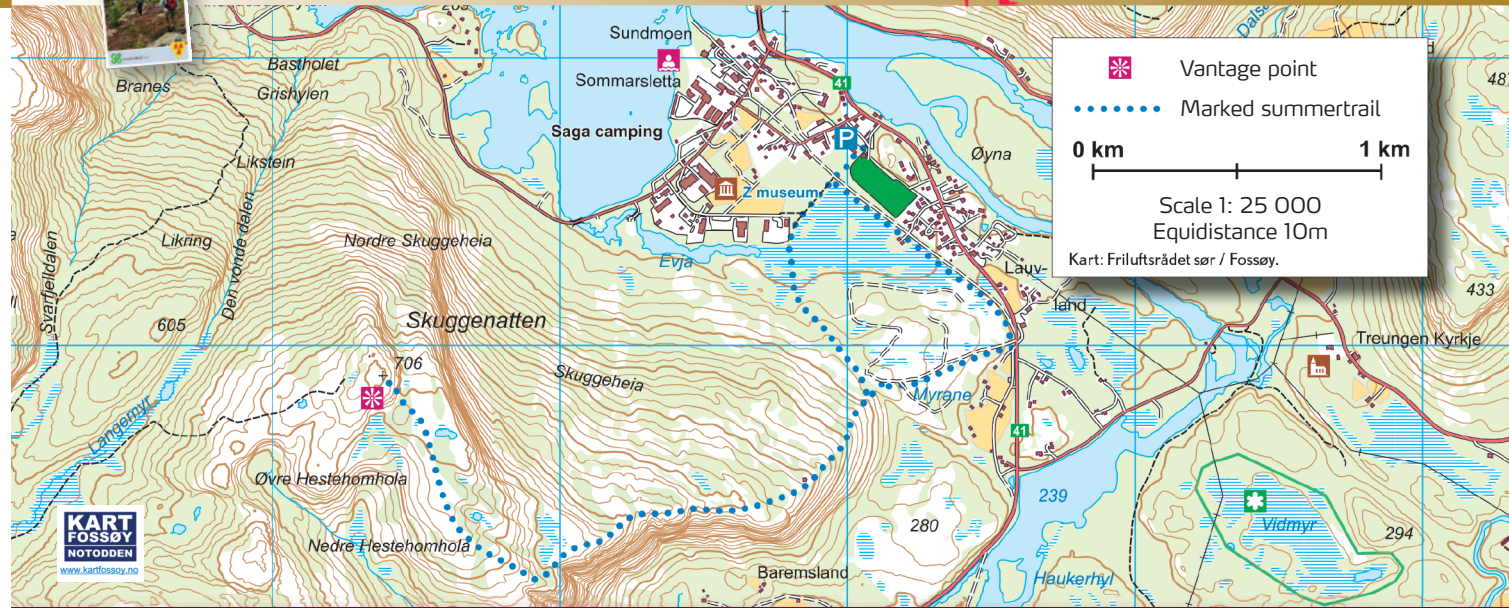 Sundmoen
Sommarsletta
Saga camping
Z museum
41
P
Bastholet
Branes
Grishylen
Likstein
Likring
Den vonde dalen
Svartjelldalen
Nordre Skuggeheia
605
Skuggenatten
706
Skuggeheia
Evja
Øyna
Lauv-
land
Myrane
41
Langemyr
Øvre Hestehomhola
Nedre Hestehomhola
280
239
Baremsland
Haukerhyl
Vidmyr
294
433
Treungen Kyrkje
Vantage point
Marked summertrail
0 km 1 km
Scale 1: 25 000
Equidistance 10m
Kart: Friluftsrådet sør / Fossøy.
KART
FOSSØY
NOTODDEN
www.kartfossoy.no